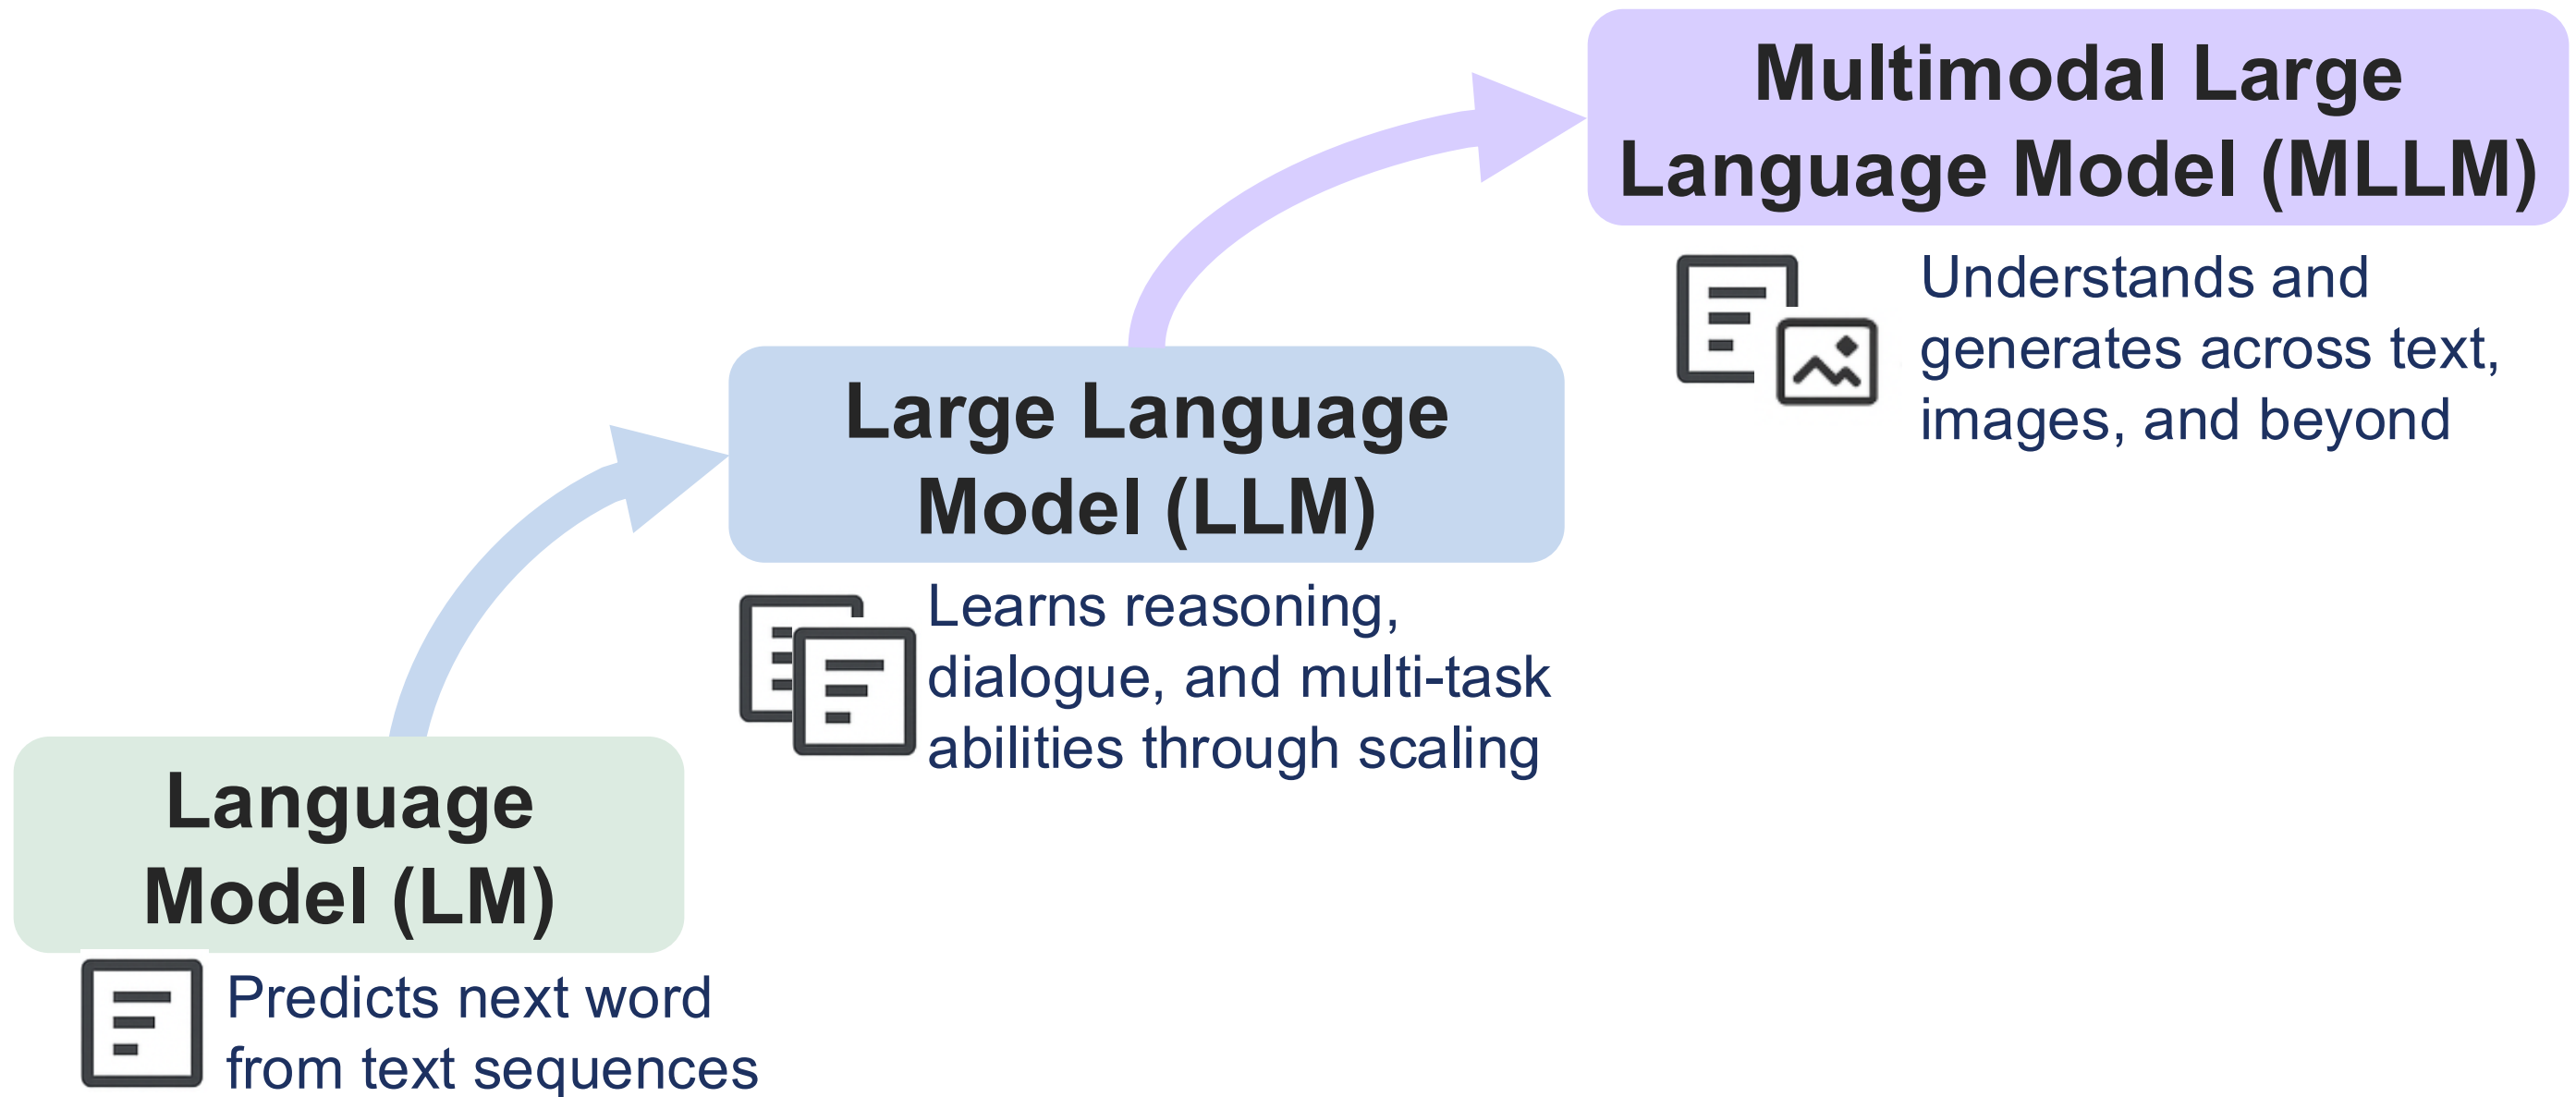 Multimodal Large
Language Model (MLLM)
Understands and
generates across text,
images, and beyond
Large Language
Model (LLM)
Learns reasoning,
dialogue, and multi-task
abilities through scaling
Language
Model (LM)
Predicts next word
from text sequences